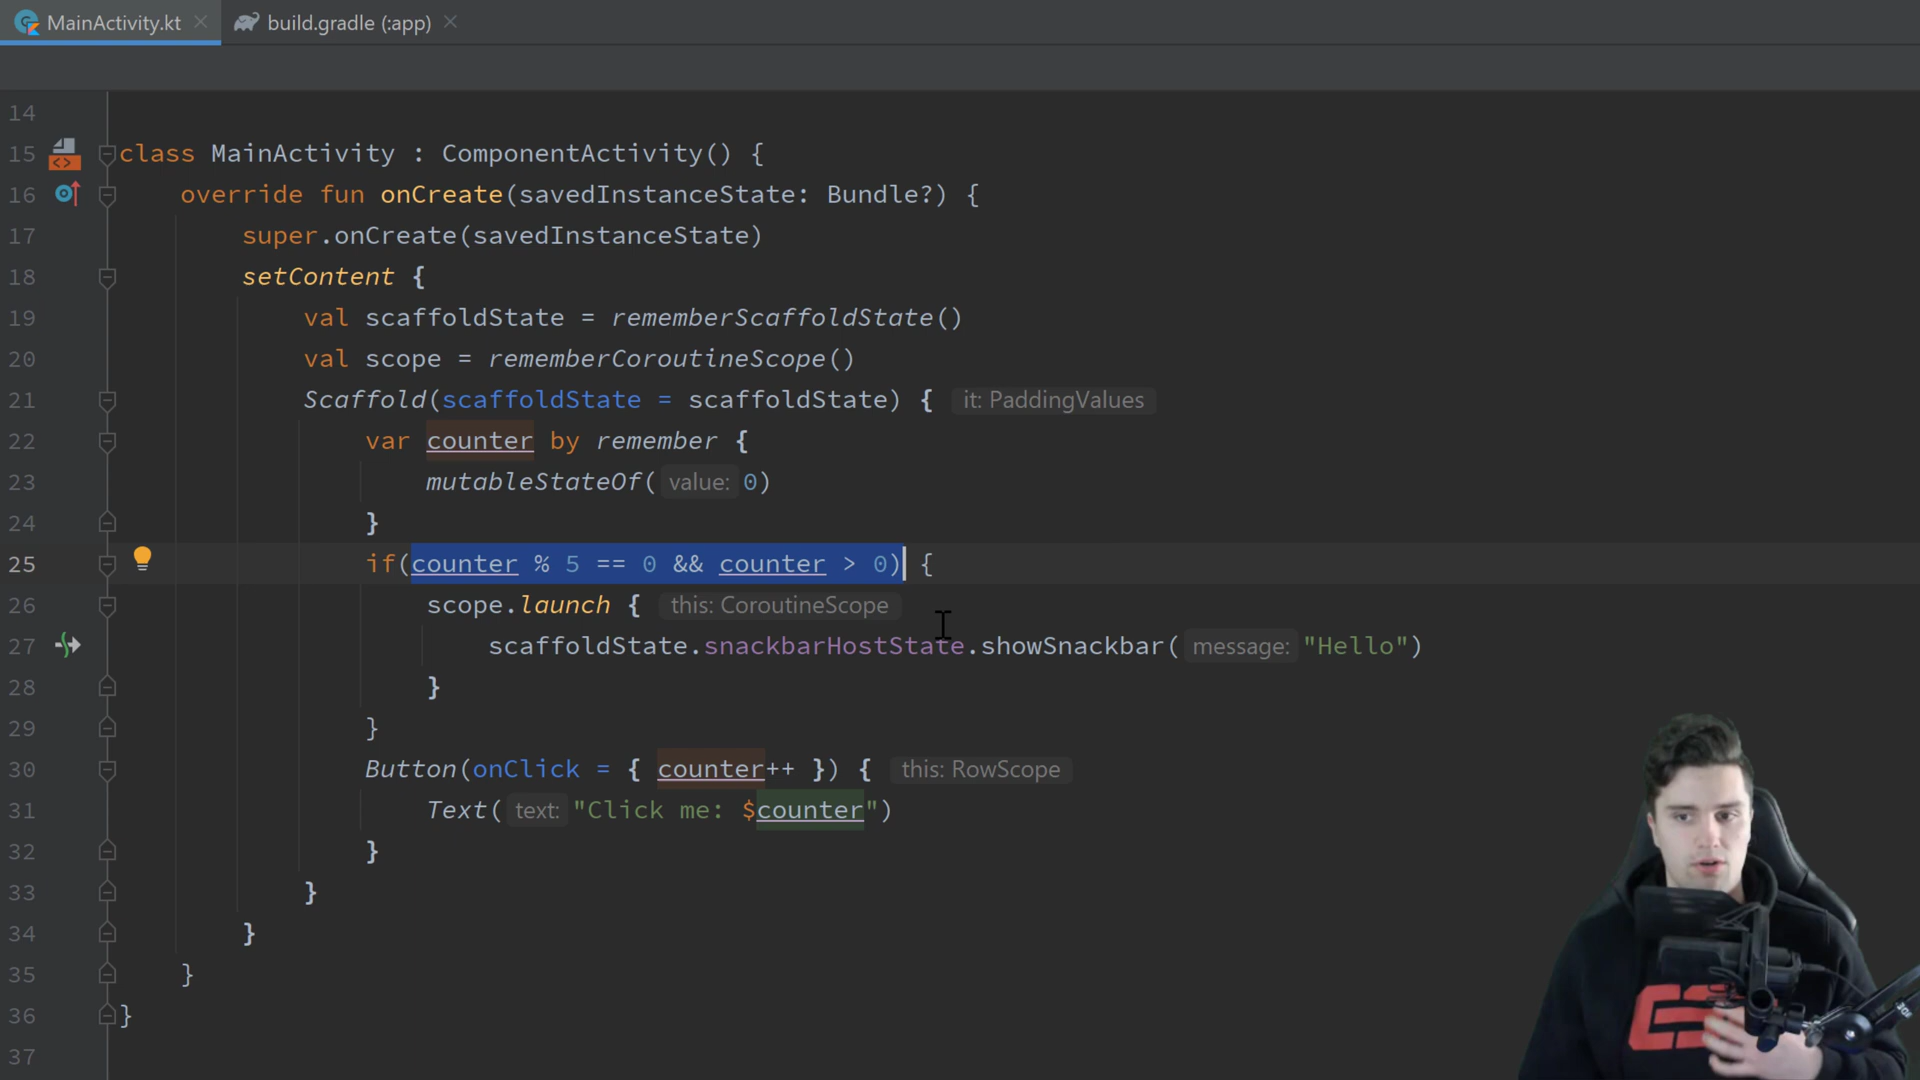 MainActivity.kt
build.gradle (:app)
14
15 class MainActivity : ComponentActivity() {
16 override fun onCreate(savedInstanceState: Bundle?) {
17 super.onCreate(savedInstanceState)
18 setContent {
19 val scaffoldState = rememberScaffoldState()
20 val scope = rememberCoroutineScope()
21 Scaffold(scaffoldState = scaffoldState) { it: PaddingValues
22 var counter by remember {
23 mutableStateOf( value: 0)
24 }
25 if(counter % 5 == 0 && counter > 0) {
26 scope.launch { this: CoroutineScope
27 scaffoldState.snackbarHostState.showSnackbar( message: "Hello")
28 }
29 }
30 Button(onClick = { counter++ }) { this: RowScope
31 Text( text: "Click me: $counter")
32 }
33 }
34 }
35 }
36 }
37